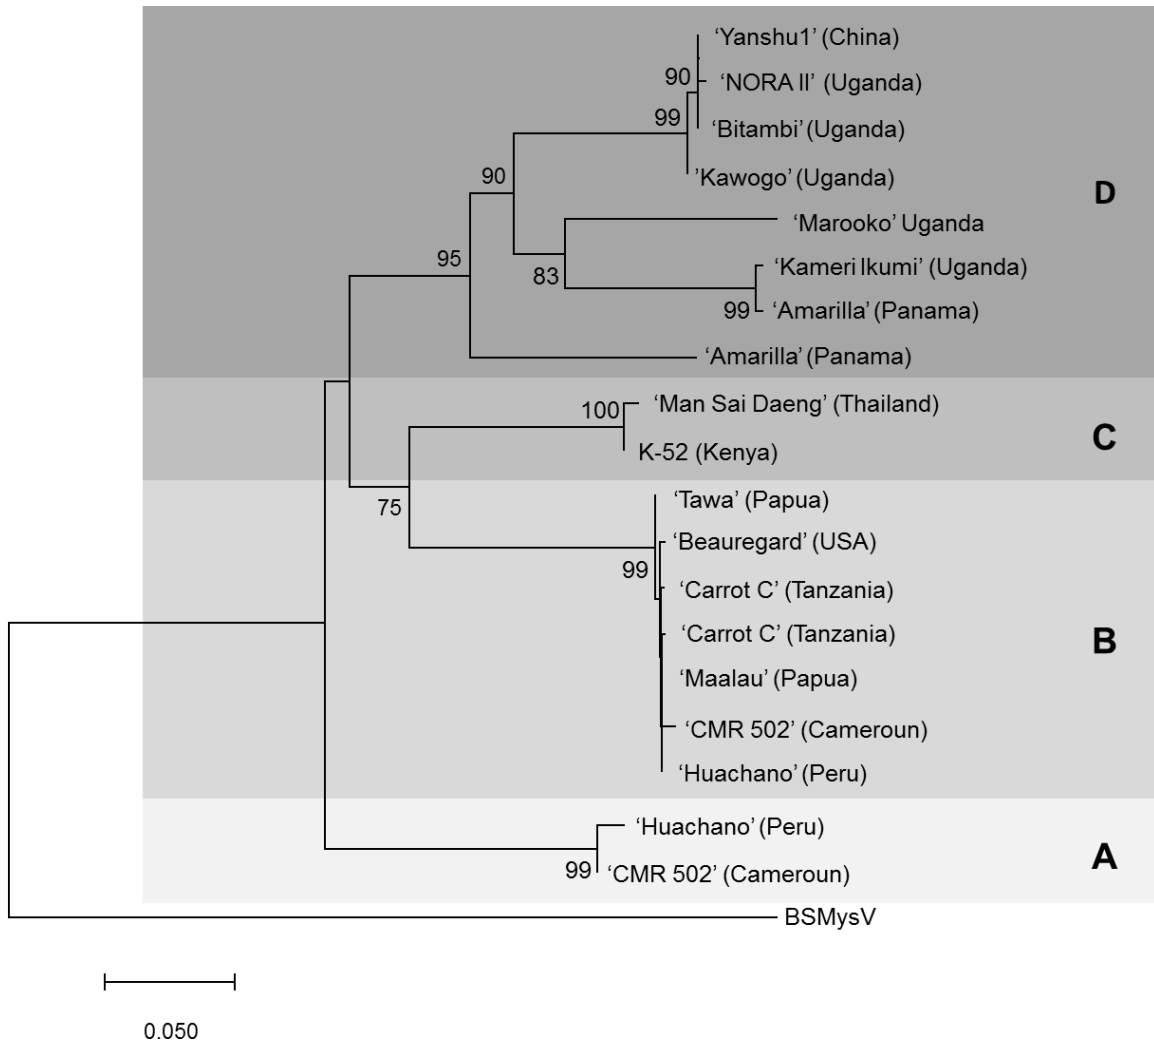 ‘Yanshu1’ (China)
90
‘NORA II’ (Uganda)
99
‘Bitambi’ (Uganda)
’Kawogo’ (Uganda)
90
D
‘Marooko’ Uganda
95
83
‘Kameri Ikumi’ (Uganda)
99
‘Amarilla’ (Panama)
‘Amarilla’ (Panama)
100
‘Man Sai Daeng’ (Thailand)
C
K-52 (Kenya)
75
‘Tawa’ (Papua)
‘Beauregard’ (USA)
99
‘Carrot C’ (Tanzania)
‘Carrot C’ (Tanzania)
B
‘Maalau’ (Papua)
‘CMR 502’ (Cameroun)
‘Huachano’ (Peru)
‘Huachano’ (Peru)
A
99
‘CMR 502’ (Cameroun)
BSMysV
0.050